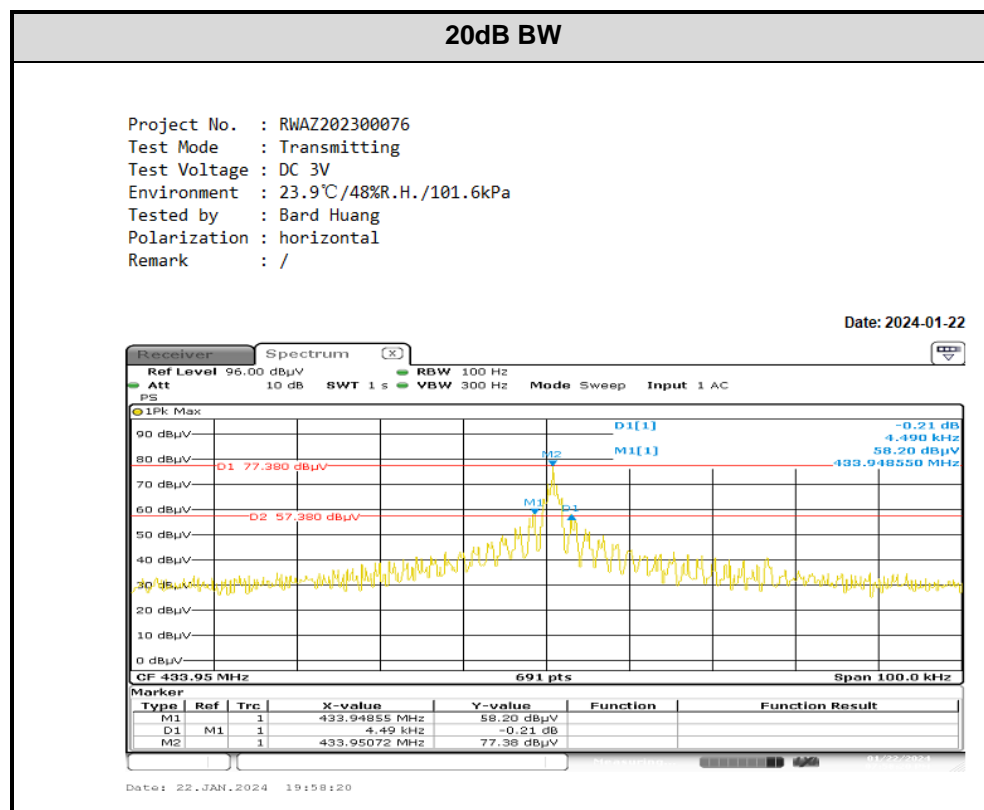 20dB BW
Project No. : RWAZ202300076
Test Mode : Transmitting
Test Voltage : DC 3V
Environment : 23.9℃/48%R.H./101.6kPa
Tested by : Bard Huang
Polarization : horizontal
Remark : /
Date: 2024-01-22
Receiver Spectrum X
Ref Level 96.00 dBµV RBW 100 Hz
Att 10 dB SWT 1 s VBW 300 Hz Mode Sweep Input 1 AC
PS
1Pk Max
D1[1] -0.21 dB
4.490 kHz
90 dBµV
M1[1] 58.20 dBµV
433.948550 MHz
80 dBµV
M2
D1 77.380 dBµV
70 dBµV
60 dBµV
M1
D1
D2 57.380 dBµV
50 dBµV
40 dBµV
30 dBµV
20 dBµV
10 dBµV
0 dBµV
CF 433.95 MHz 691 pts Span 100.0 kHz
Marker
Type Ref Trc X-value Y-value Function Function Result
M1 1 433.94855 MHz 58.20 dBµV
D1 M1 1 4.49 kHz -0.21 dB
M2 1 433.95072 MHz 77.38 dBµV
Measuring... 01/22/2024
Date: 22.JAN.2024 19:58:20